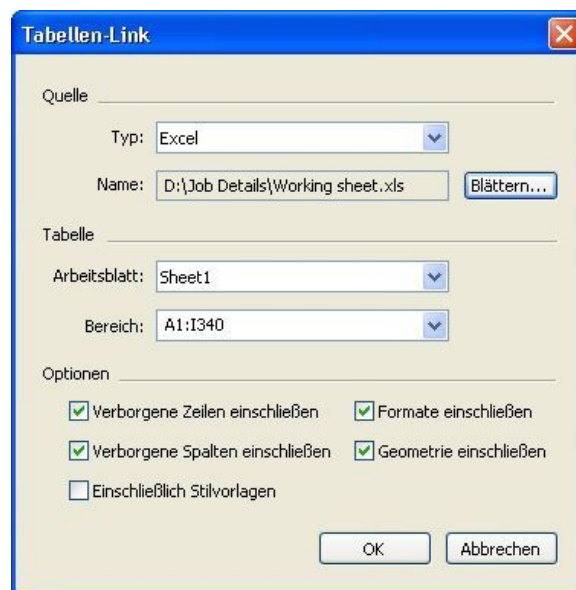 Tabellen-Link
Quelle
Typ: Excel
Name: D:\Job Details\Working sheet.xls Blättern...
Tabelle
Arbeitsblatt: Sheet1
Bereich: A1:I340
Optionen
Verborgene Zeilen einschließen Formate einschließen
Verborgene Spalten einschließen Geometrie einschließen
Einschließlich Stilvorlagen
OK Abbrechen